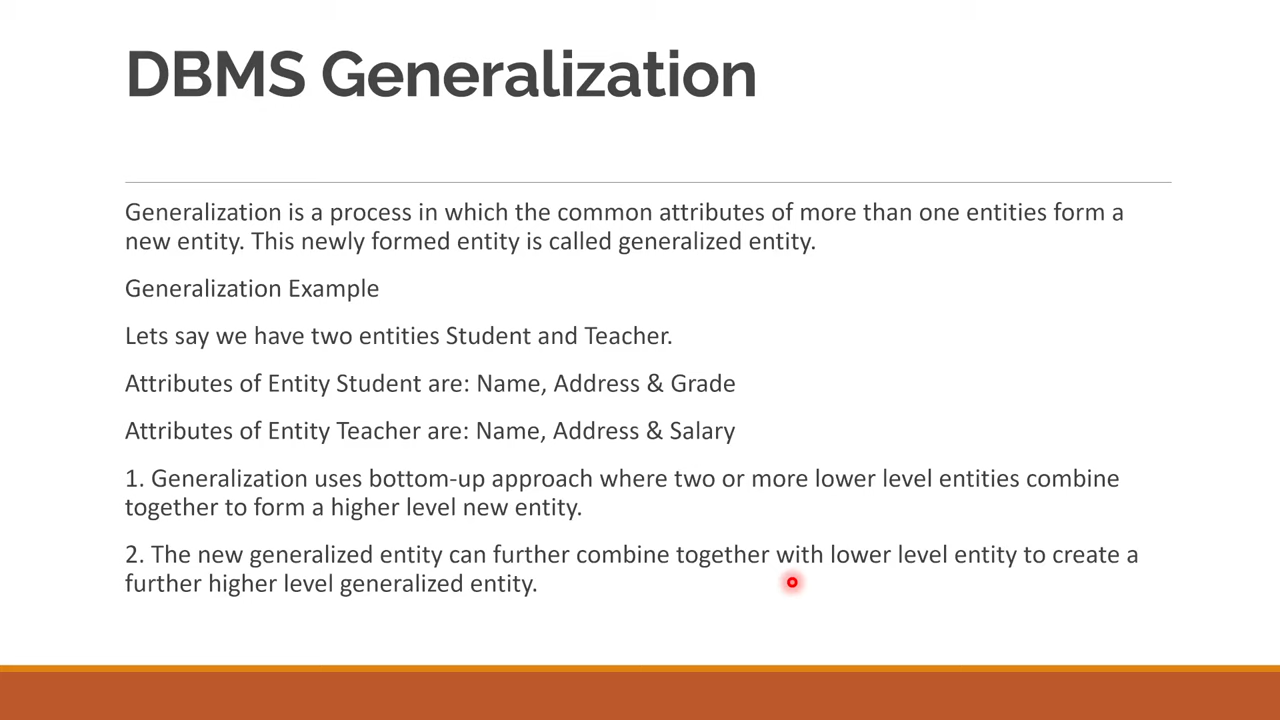 DBMS Generalization
Generalization is a process in which the common attributes of more than one entities form a
new entity. This newly formed entity is called generalized entity.
Generalization Example
Lets say we have two entities Student and Teacher.
Attributes of Entity Student are: Name, Address & Grade
Attributes of Entity Teacher are: Name, Address & Salary
1. Generalization uses bottom-up approach where two or more lower level entities combine
together to form a higher level new entity.
2. The new generalized entity can further combine together with lower level entity to create a
further higher level generalized entity.